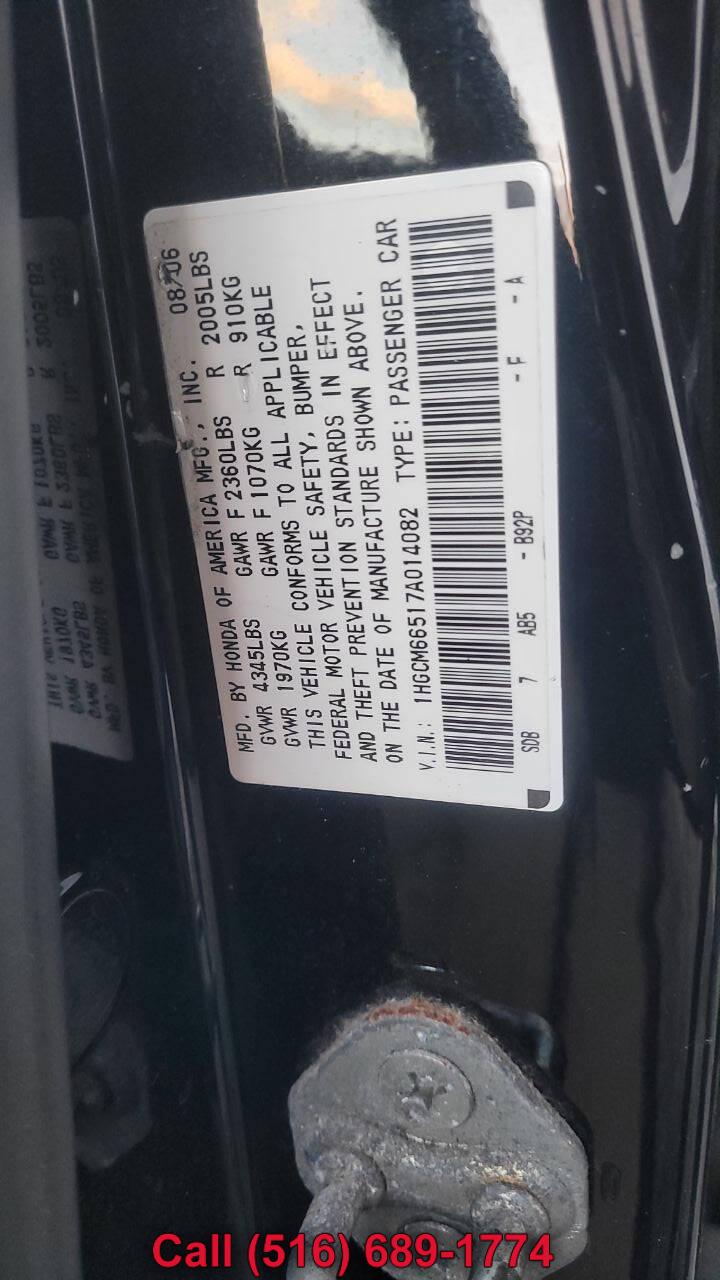 MFD. BY HONDA OF AMERICA MFG., INC. 08/06
GVWR 4345LBS GAWR F 2360LBS R 2005LBS
GVWR 1970KG GAWR F 1070KG R 910KG
THIS VEHICLE CONFORMS TO ALL APPLICABLE
FEDERAL MOTOR VEHICLE SAFETY, BUMPER,
AND THEFT PREVENTION STANDARDS IN EFFECT
ON THE DATE OF MANUFACTURE SHOWN ABOVE.
V.I.N.: 1HGCM66517A014082 TYPE: PASSENGER CAR
SDB 7 AB5 - B92P - F - A
Call (516) 689-1774